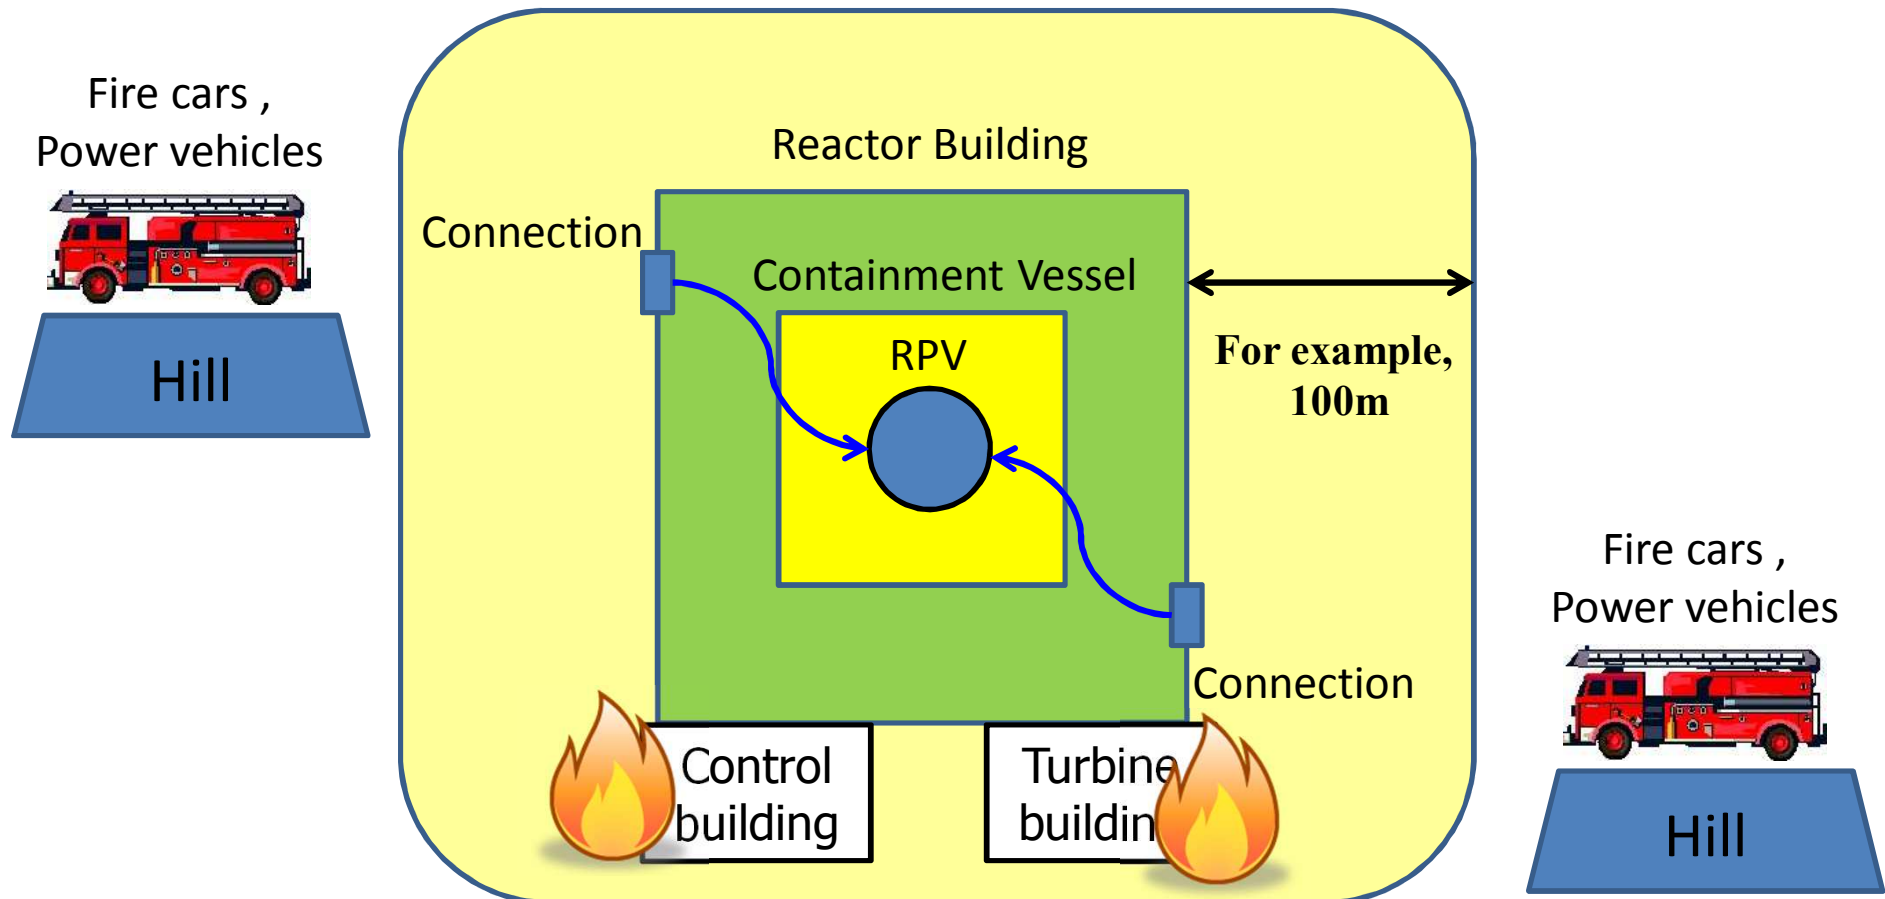 Fire cars ,
Power vehicles
Hill
Reactor Building
Connection
Containment Vessel
RPV
For example,
100m
Connection
Control
building
Turbine
buildin
Fire cars ,
Power vehicles
Hill